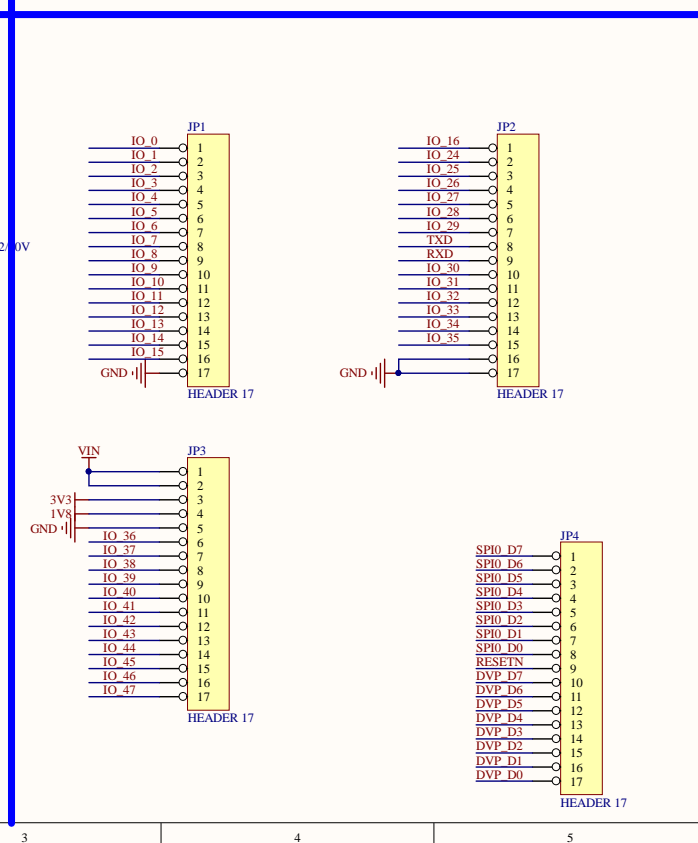 JP1
IO_0 1
IO_1 2
IO_2 3
IO_3 4
IO_4 5
IO_5 6
IO_6 7
IO_7 8
IO_8 9
IO_9 10
IO_10 11
IO_11 12
IO_12 13
IO_13 14
IO_14 15
IO_15 16
GND 17
HEADER 17
JP2
IO_16 1
IO_24 2
IO_25 3
IO_26 4
IO_27 5
IO_28 6
IO_29 7
TXD 8
RXD 9
IO_30 10
IO_31 11
IO_32 12
IO_33 13
IO_34 14
IO_35 15
16
GND 17
HEADER 17
JP3
VIN
1
2
3V3 3
1V8 4
GND 5
IO_36 6
IO_37 7
IO_38 8
IO_39 9
IO_40 10
IO_41 11
IO_42 12
IO_43 13
IO_44 14
IO_45 15
IO_46 16
IO_47 17
HEADER 17
JP4
SPI0_D7 1
SPI0_D6 2
SPI0_D5 3
SPI0_D4 4
SPI0_D3 5
SPI0_D2 6
SPI0_D1 7
SPI0_D0 8
RESETN 9
DVP_D7 10
DVP_D6 11
DVP_D5 12
DVP_D4 13
DVP_D3 14
DVP_D2 15
DVP_D1 16
DVP_D0 17
HEADER 17
3 4 5